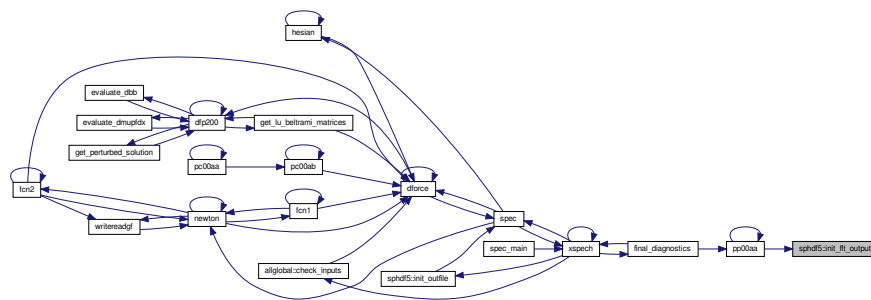 hesian
evaluate_dbb
evaluate_dmupfdx
dfp200
get_lu_beltrami_matrices
get_perturbed_solution
pc00aa
pc00ab
fcn2
dforce
fcn1
newton
spec
writereadgf
spec_main
xspech
final_diagnostics
pp00aa
sphdf5::init_flt_output
allglobal::check_inputs
sphdf5::init_outfile